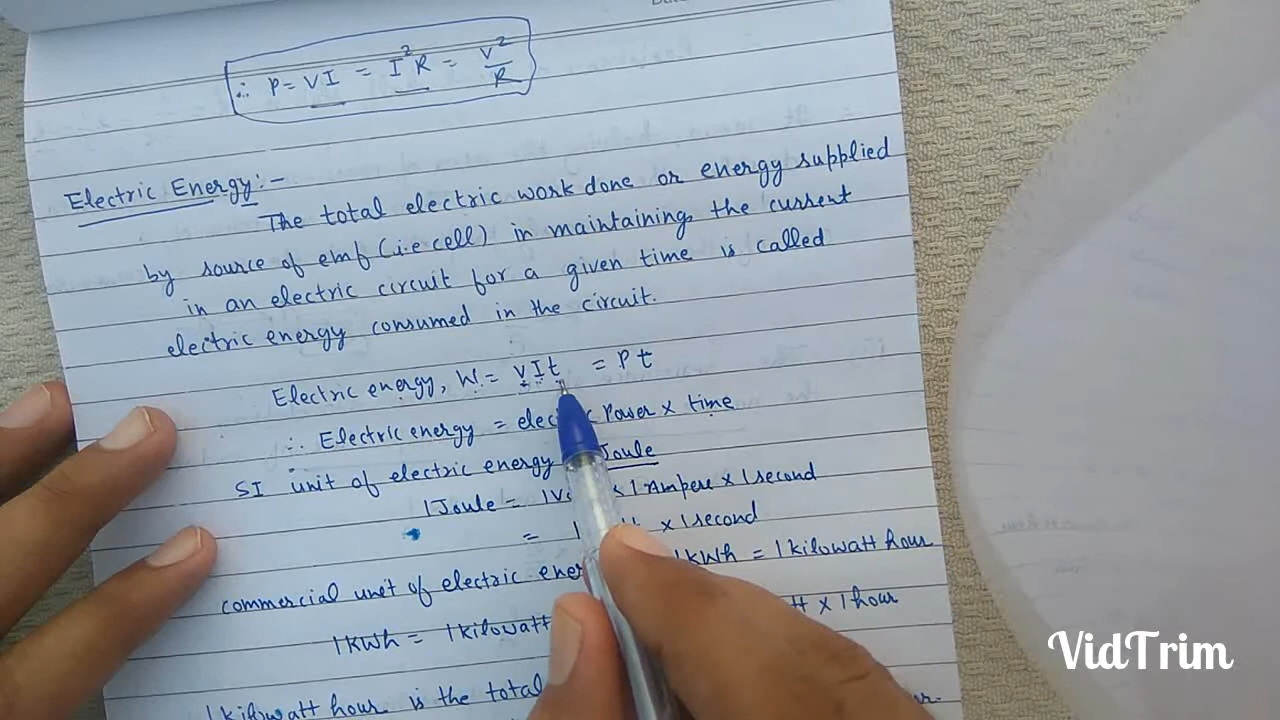 ∴ P = VI = I²R = V²/R
Electric Energy:-
The total electric work done or energy supplied
by source of emf (i.e cell) in maintaining the current
in an electric circuit for a given time is called
electric energy consumed in the circuit.
Electric energy, W = VIt = Pt
∴ Electric energy = elec Power × time
SI unit of electric energy Joule
1 Joule = 1 × 1 Ampere × 1 second
= 1 × 1 second
commercial unit of electric ener 1 kWh = 1 kilowatt hour
1 kWh = 1 kilowatt × 1 hour
1 kilowatt hour is the total
VidTrim